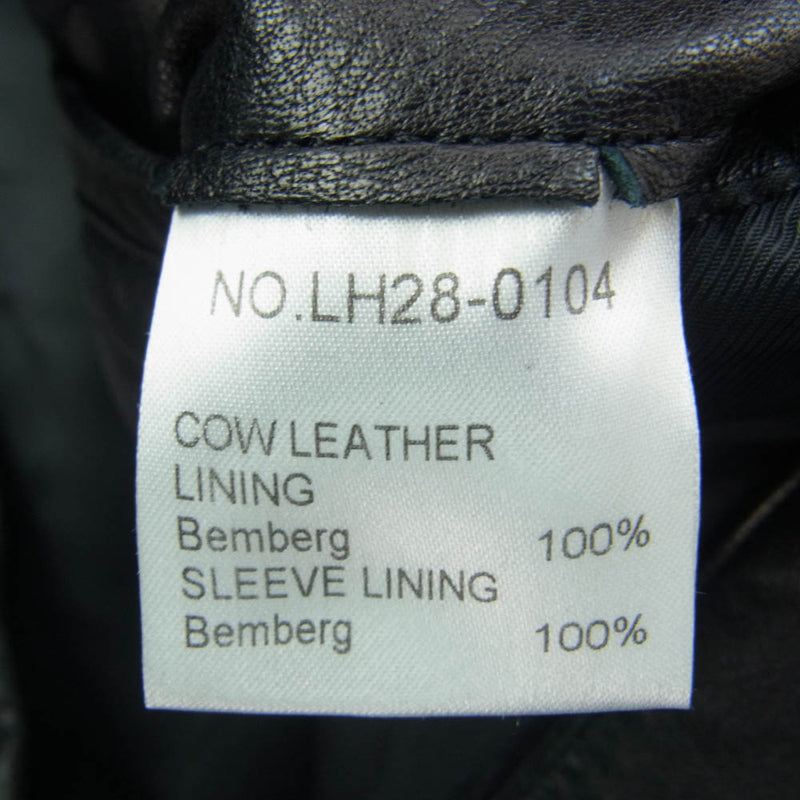 NO.LH28-0104
COW LEATHER
LINING
Bemberg 100%
SLEEVE LINING
Bemberg 100%